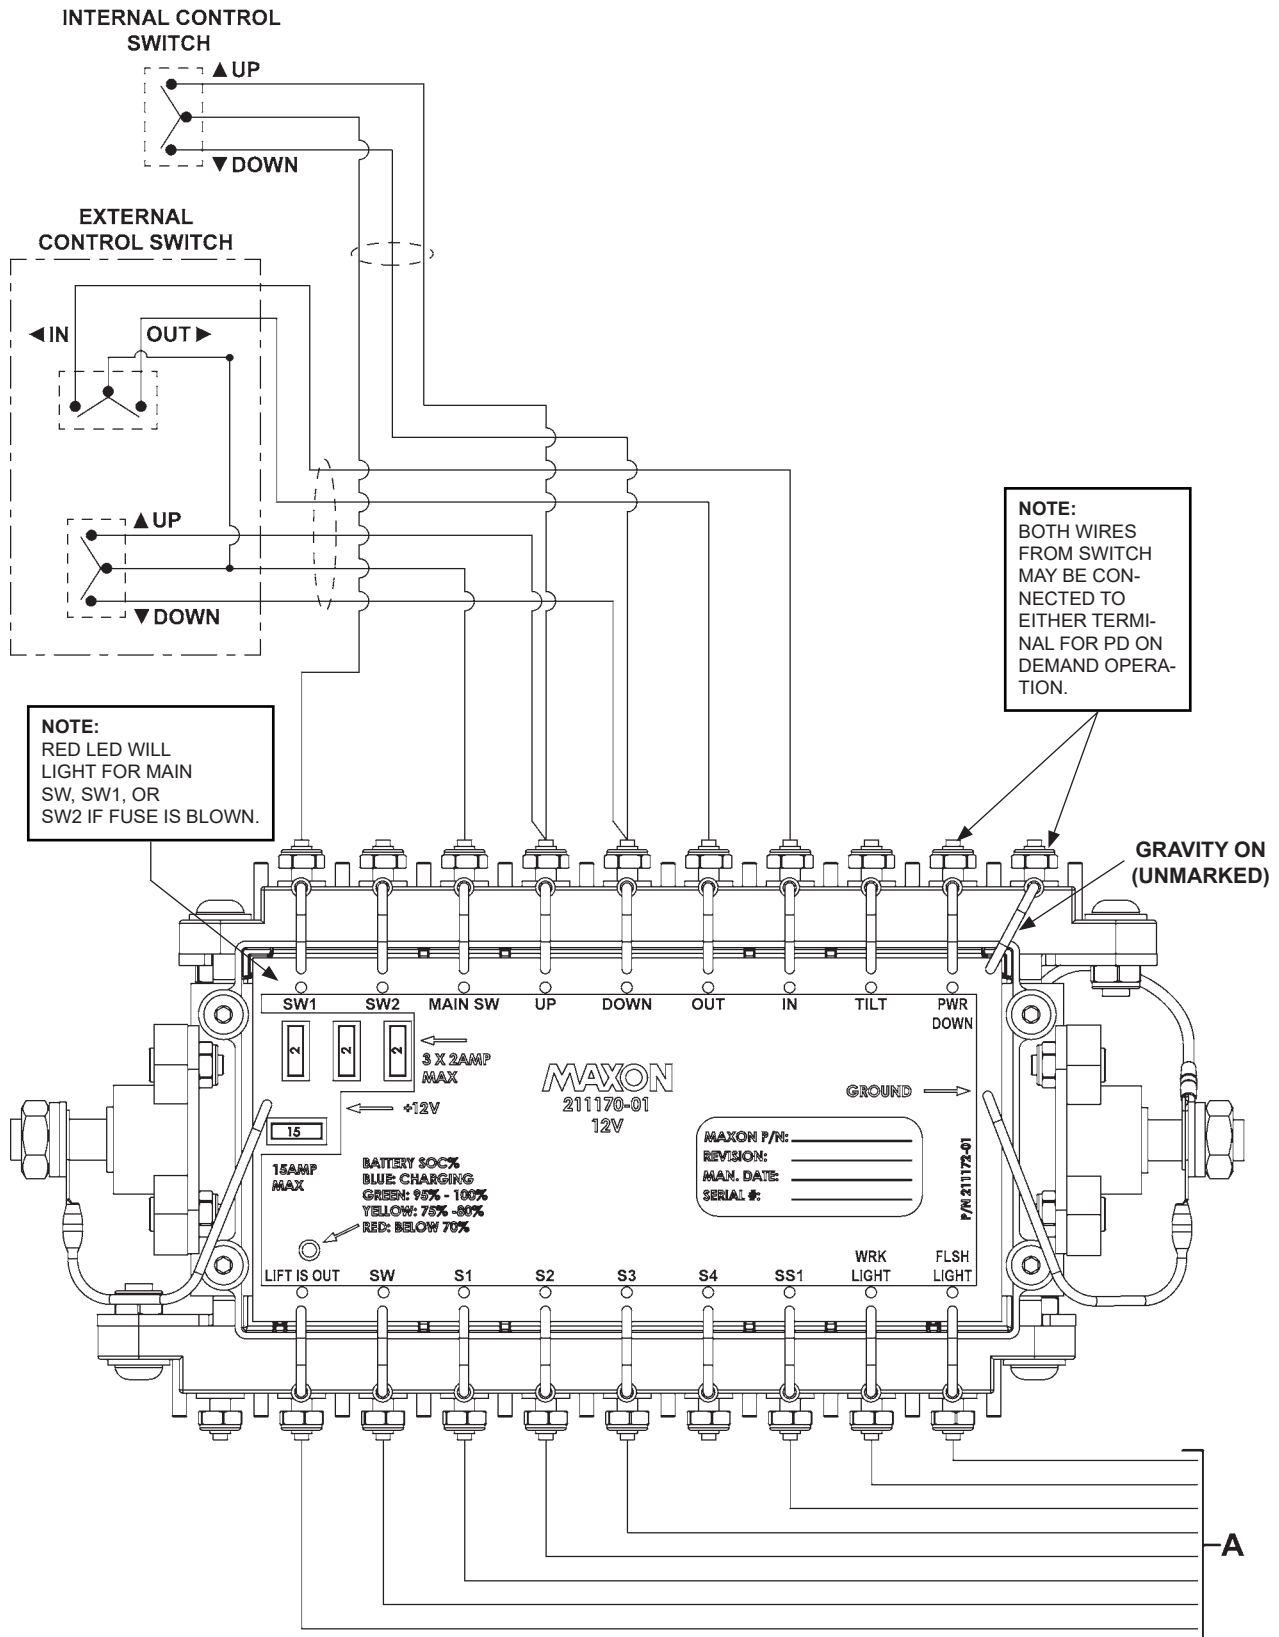 INTERNAL CONTROL
SWITCH
▲UP
▼DOWN
EXTERNAL
CONTROL SWITCH
◄IN
OUT►
▲UP
▼DOWN
NOTE:
BOTH WIRES
FROM SWITCH
MAY BE CON-
NECTED TO
EITHER TERMI-
NAL FOR PD ON
DEMAND OPERA-
TION.
NOTE:
RED LED WILL
LIGHT FOR MAIN
SW, SW1, OR
SW2 IF FUSE IS BLOWN.
GRAVITY ON
(UNMARKED)
SW1 SW2 MAIN SW UP DOWN OUT IN TILT PWR
DOWN
2 2 2
3 X 2AMP
MAX
MAXON
211170-01
12V
GROUND
+12V
15
15AMP
MAX
BATTERY SOC%
BLUE: CHARGING
GREEN: 95% - 100%
YELLOW: 75% -80%
RED: BELOW 70%
MAXON P/N:
REVISION:
MAN. DATE:
SERIAL #:
P/N 211172-01
LIFT IS OUT SW S1 S2 S3 S4 SS1 WRK
LIGHT FLSH
LIGHT
A